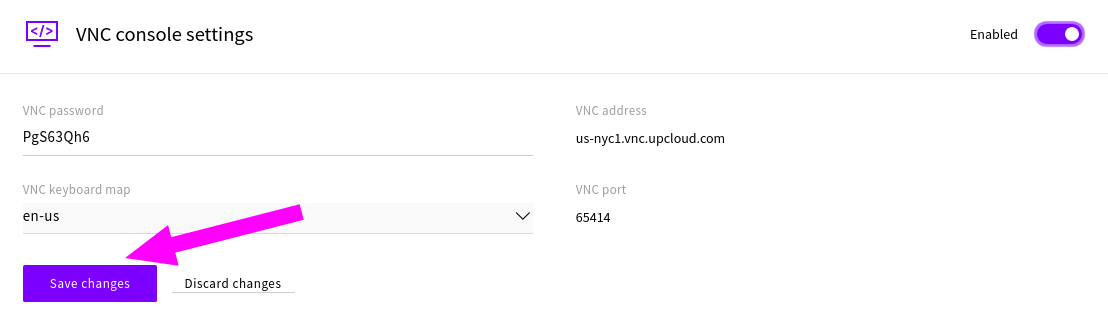 </> VNC console settings
Enabled
VNC password
PgS63Qh6
VNC address
us-nyc1.vnc.upcloud.com
VNC keyboard map
en-us
VNC port
65414
Save changes
Discard changes